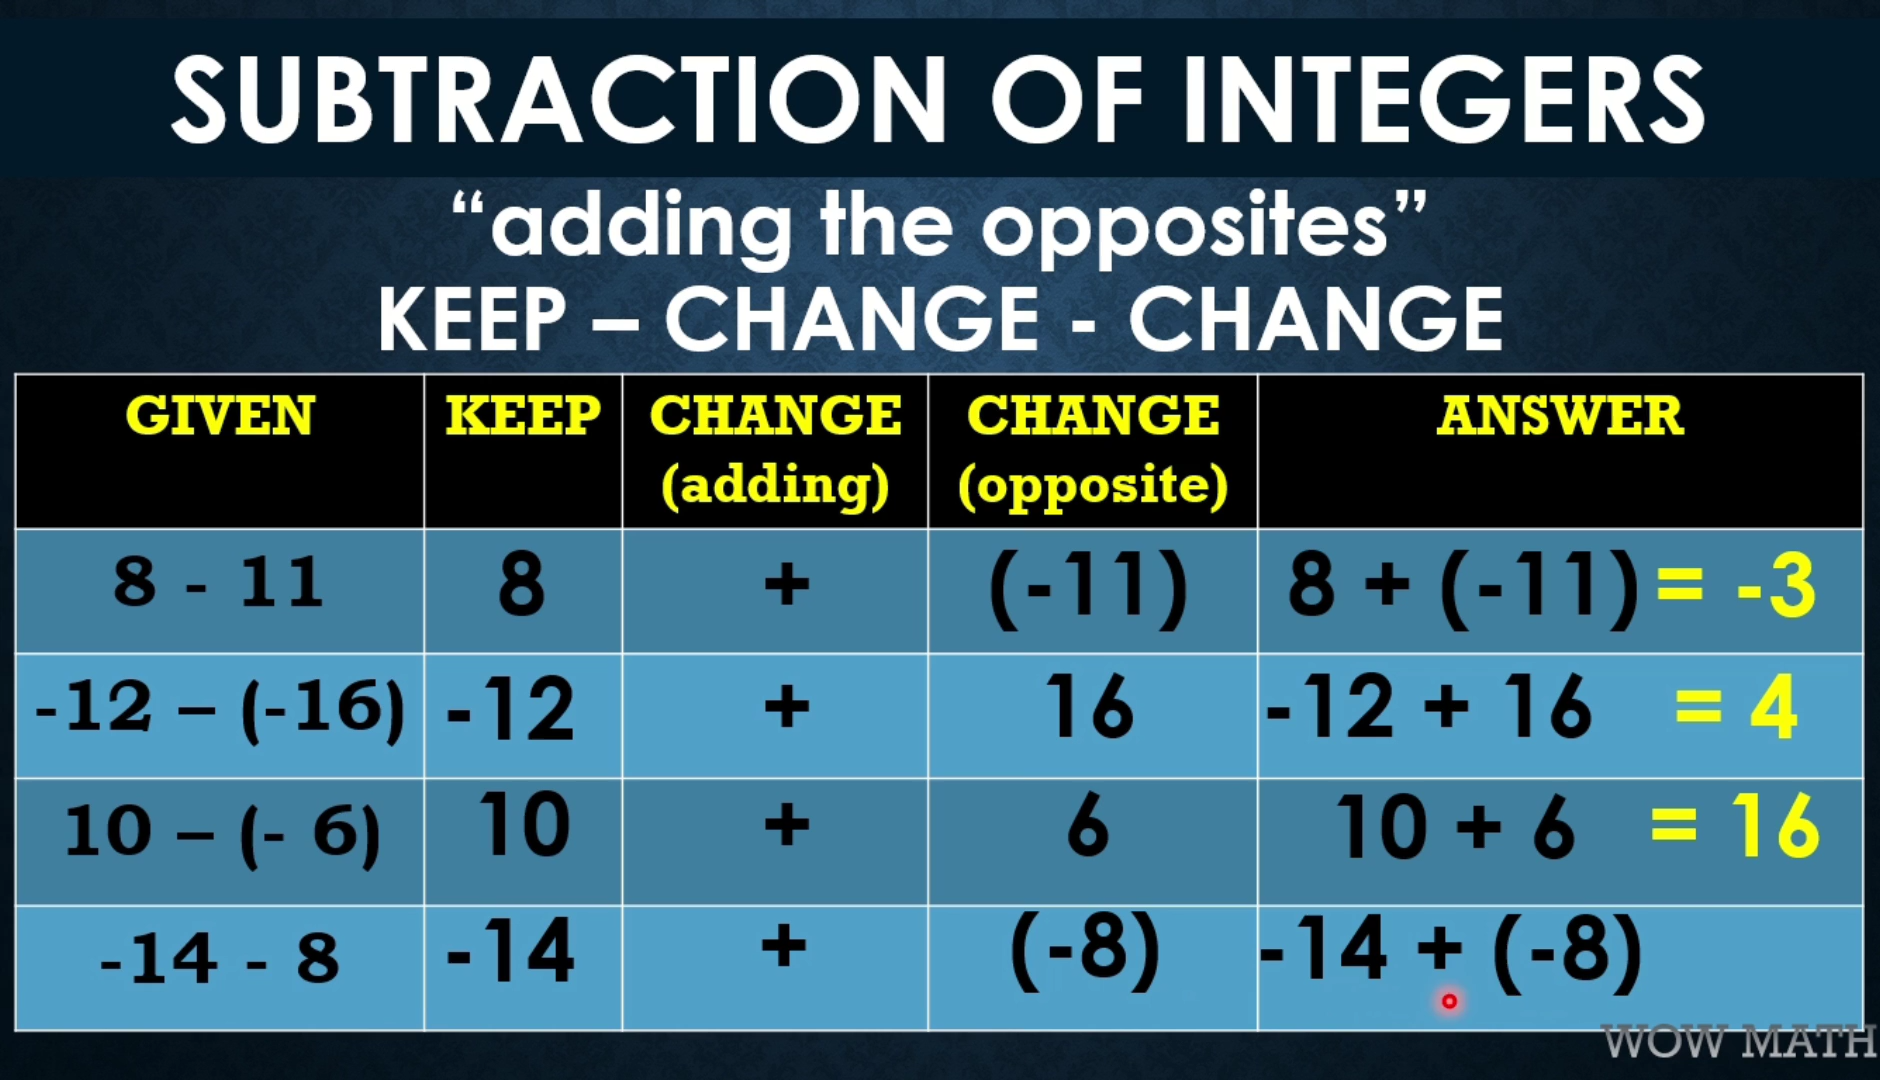 SUBTRACTION OF INTEGERS
“adding the opposites”
KEEP – CHANGE - CHANGE
GIVEN KEEP CHANGE (adding) CHANGE (opposite) ANSWER
8 - 11 8 + (-11) 8 + (-11) = -3
-12 – (-16) -12 + 16 -12 + 16 = 4
10 – (- 6) 10 + 6 10 + 6 = 16
-14 - 8 -14 + (-8) -14 + (-8)
WOW MATH